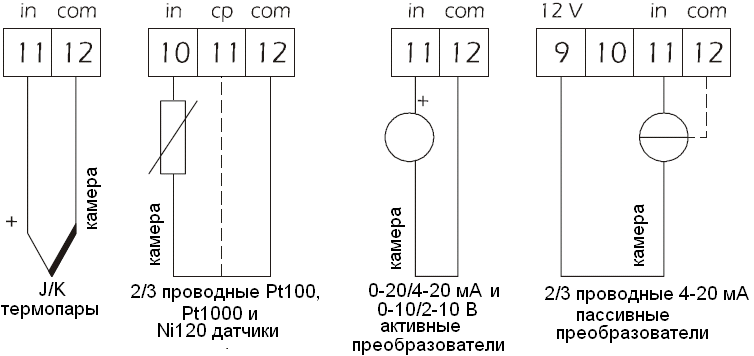 in com
in cp com
in com
12 V in com
11 12
10 11 12
11 12
9 10 11 12
+
+
камера
камера
камера
камера
J/K
термопары
2/3 проводные Pt100,
Pt1000 и
Ni120 датчики
0-20/4-20 мА и
0-10/2-10 В
активные
преобразователи
2/3 проводные 4-20 мА
пассивные
преобразователи